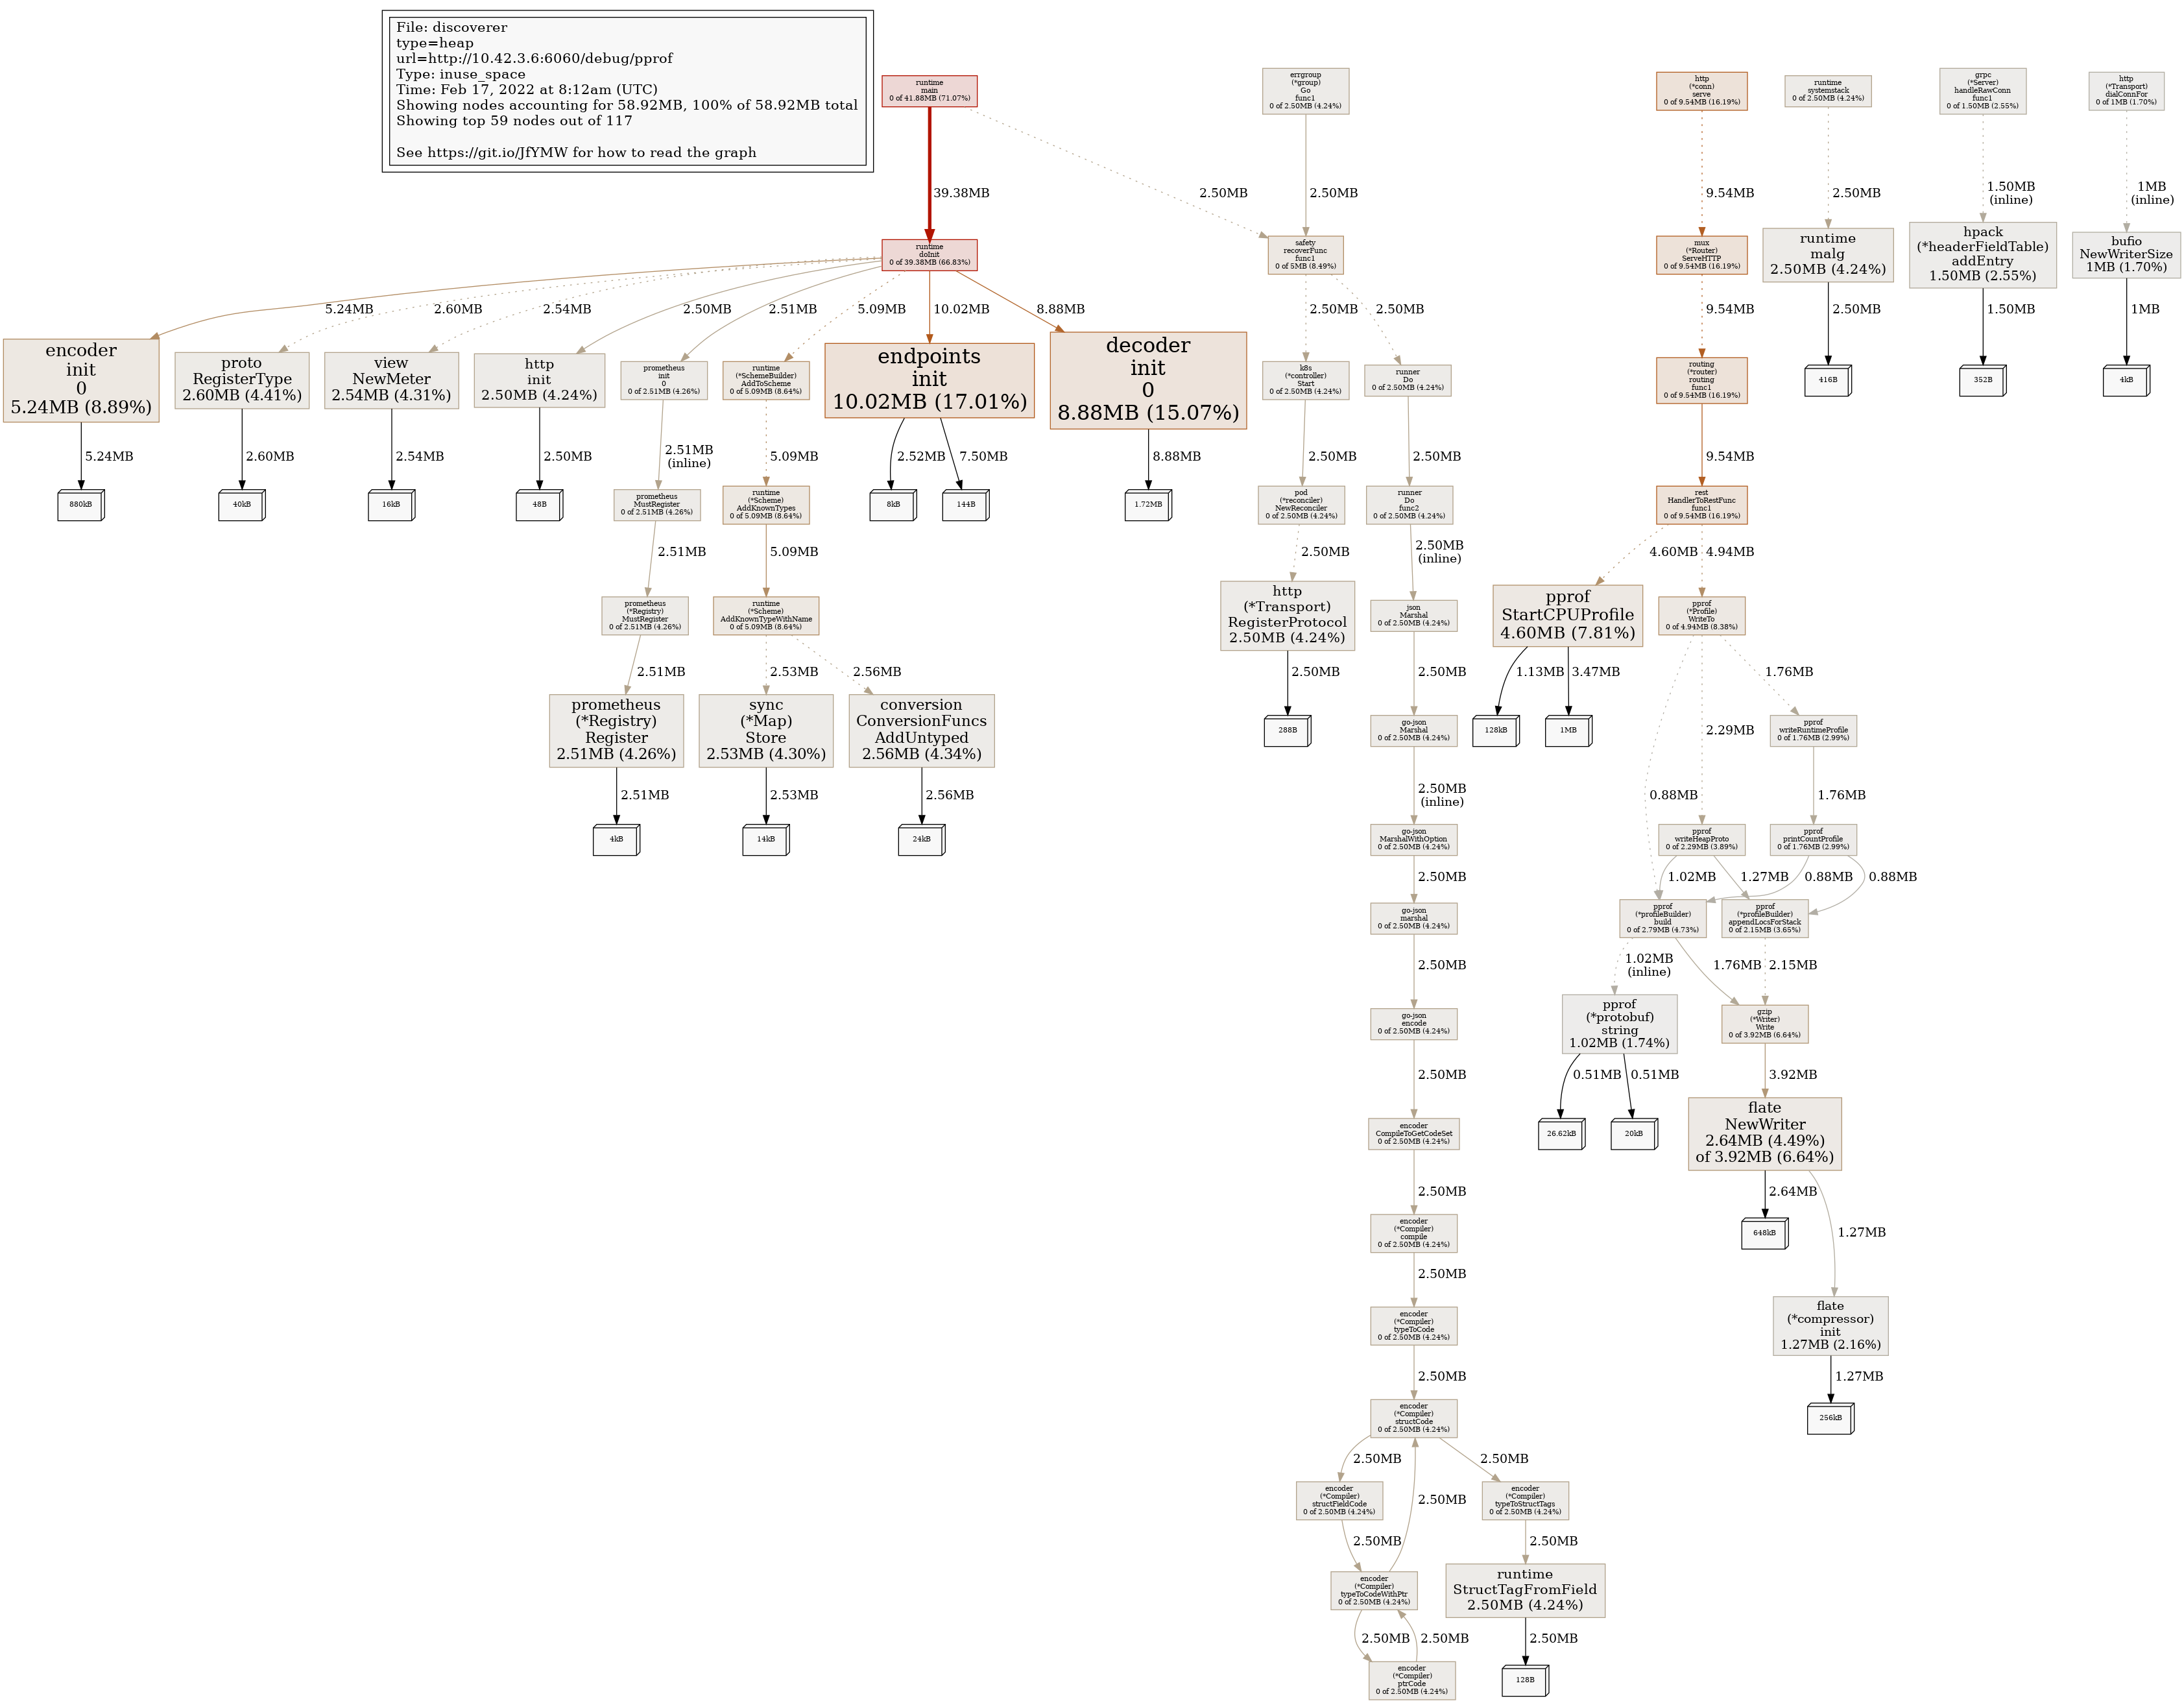 File: discoverer
type=heap
url=http://10.42.3.6:6060/debug/pprof
Type: inuse_space
Time: Feb 17, 2022 at 8:12am (UTC)
Showing nodes accounting for 58.92MB, 100% of 58.92MB total
Showing top 59 nodes out of 117
See https://git.io/JfYMW for how to read the graph
runtime
main
0 of 41.88MB (71.07%)
errgroup
(*group)
Go
func1
0 of 2.50MB (4.24%)
http
(*conn)
serve
0 of 9.54MB (16.19%)
runtime
systemstack
0 of 2.50MB (4.24%)
grpc
(*Server)
handleRawConn
func1
0 of 1.50MB (2.55%)
http
(*Transport)
dialConnFor
0 of 1MB (1.70%)
39.38MB
2.50MB
2.50MB
9.54MB
2.50MB
1.50MB
(inline)
1MB
(inline)
runtime
doInit
0 of 39.38MB (66.83%)
safety
recoverFunc
func1
0 of 5MB (8.49%)
mux
(*Router)
ServeHTTP
0 of 9.54MB (16.19%)
runtime
malg
2.50MB (4.24%)
hpack
(*headerFieldTable)
addEntry
1.50MB (2.55%)
bufio
NewWriterSize
1MB (1.70%)
5.24MB
2.60MB
2.54MB
2.50MB
2.51MB
5.09MB
10.02MB
8.88MB
2.50MB
2.50MB
9.54MB
2.50MB
1.50MB
1MB
encoder
init
0
5.24MB (8.89%)
proto
RegisterType
2.60MB (4.41%)
view
NewMeter
2.54MB (4.31%)
http
init
2.50MB (4.24%)
prometheus
init
0
0 of 2.51MB (4.26%)
runtime
(*SchemeBuilder)
AddToScheme
0 of 5.09MB (8.64%)
endpoints
init
10.02MB (17.01%)
decoder
init
0
8.88MB (15.07%)
k8s
(*controller)
Start
0 of 2.50MB (4.24%)
runner
Do
0 of 2.50MB (4.24%)
routing
(*router)
routing
func1
0 of 9.54MB (16.19%)
416B
352B
4kB
5.24MB
2.60MB
2.54MB
2.50MB
2.51MB
(inline)
5.09MB
2.52MB
7.50MB
8.88MB
2.50MB
2.50MB
9.54MB
880kB
40kB
16kB
48B
prometheus
MustRegister
0 of 2.51MB (4.26%)
runtime
(*Scheme)
AddKnownTypes
0 of 5.09MB (8.64%)
8kB
144B
1.72MB
pod
(*reconciler)
NewReconciler
0 of 2.50MB (4.24%)
runner
Do
func2
0 of 2.50MB (4.24%)
rest
HandlerToRestFunc
func1
0 of 9.54MB (16.19%)
2.51MB
5.09MB
2.50MB
2.50MB
(inline)
4.60MB
4.94MB
prometheus
(*Registry)
MustRegister
0 of 2.51MB (4.26%)
runtime
(*Scheme)
AddKnownTypeWithName
0 of 5.09MB (8.64%)
http
(*Transport)
RegisterProtocol
2.50MB (4.24%)
json
Marshal
0 of 2.50MB (4.24%)
pprof
StartCPUProfile
4.60MB (7.81%)
pprof
(*Profile)
WriteTo
0 of 4.94MB (8.38%)
2.51MB
2.53MB
2.56MB
2.50MB
2.50MB
1.13MB
3.47MB
1.76MB
prometheus
(*Registry)
Register
2.51MB (4.26%)
sync
(*Map)
Store
2.53MB (4.30%)
conversion
ConversionFuncs
AddUntyped
2.56MB (4.34%)
288B
go-json
Marshal
0 of 2.50MB (4.24%)
128kB
1MB
2.29MB
pprof
writeRuntimeProfile
0 of 1.76MB (2.99%)
2.51MB
2.53MB
2.56MB
2.50MB
(inline)
0.88MB
1.76MB
4kB
14kB
24kB
go-json
MarshalWithOption
0 of 2.50MB (4.24%)
pprof
writeHeapProto
0 of 2.29MB (3.89%)
pprof
printCountProfile
0 of 1.76MB (2.99%)
2.50MB
1.02MB
1.27MB
0.88MB
0.88MB
go-json
marshal
0 of 2.50MB (4.24%)
pprof
(*profileBuilder)
build
0 of 2.79MB (4.73%)
pprof
(*profileBuilder)
appendLocsForStack
0 of 2.15MB (3.65%)
2.50MB
1.02MB
(inline)
1.76MB
2.15MB
go-json
encode
0 of 2.50MB (4.24%)
pprof
(*protobuf)
string
1.02MB (1.74%)
gzip
(*Writer)
Write
0 of 3.92MB (6.64%)
2.50MB
0.51MB
0.51MB
3.92MB
encoder
CompileToGetCodeSet
0 of 2.50MB (4.24%)
26.62kB
20kB
flate
NewWriter
2.64MB (4.49%)
of 3.92MB (6.64%)
2.50MB
2.64MB
1.27MB
encoder
(*Compiler)
compile
0 of 2.50MB (4.24%)
648kB
2.50MB
encoder
(*Compiler)
typeToCode
0 of 2.50MB (4.24%)
flate
(*compressor)
init
1.27MB (2.16%)
2.50MB
1.27MB
encoder
(*Compiler)
structCode
0 of 2.50MB (4.24%)
256kB
2.50MB
2.50MB
2.50MB
encoder
(*Compiler)
structFieldCode
0 of 2.50MB (4.24%)
encoder
(*Compiler)
typeToStructTags
0 of 2.50MB (4.24%)
2.50MB
2.50MB
encoder
(*Compiler)
typeToCodeWithPtr
0 of 2.50MB (4.24%)
runtime
StructTagFromField
2.50MB (4.24%)
2.50MB
2.50MB
2.50MB
encoder
(*Compiler)
ptrCode
0 of 2.50MB (4.24%)
128B